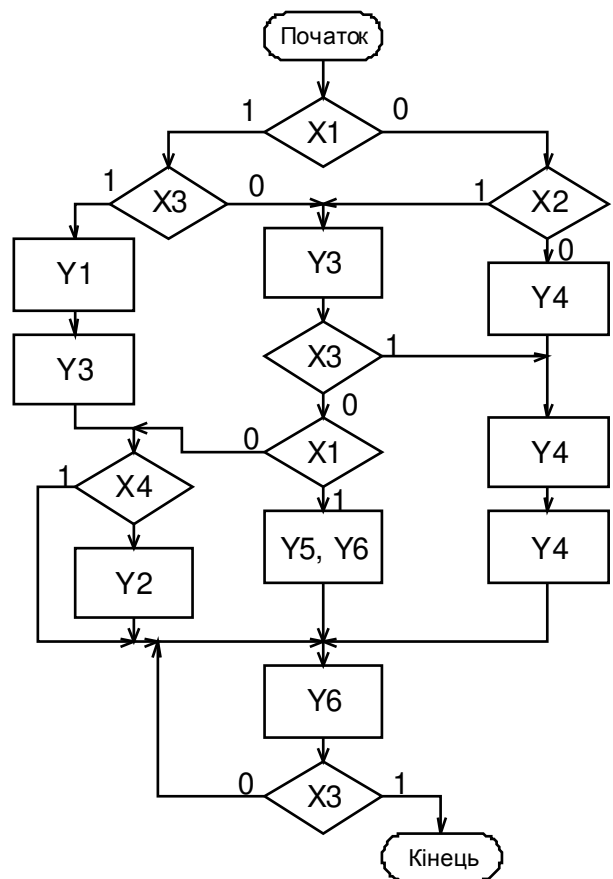 Початок
1 0
X1
1 X3 0 1 X2
0
Y1 Y3 Y4
Y3 X3 1
0
0 X1 Y4
1 X4 1
Y5, Y6 Y4
Y2
Y6
0 X3 1
Кінець